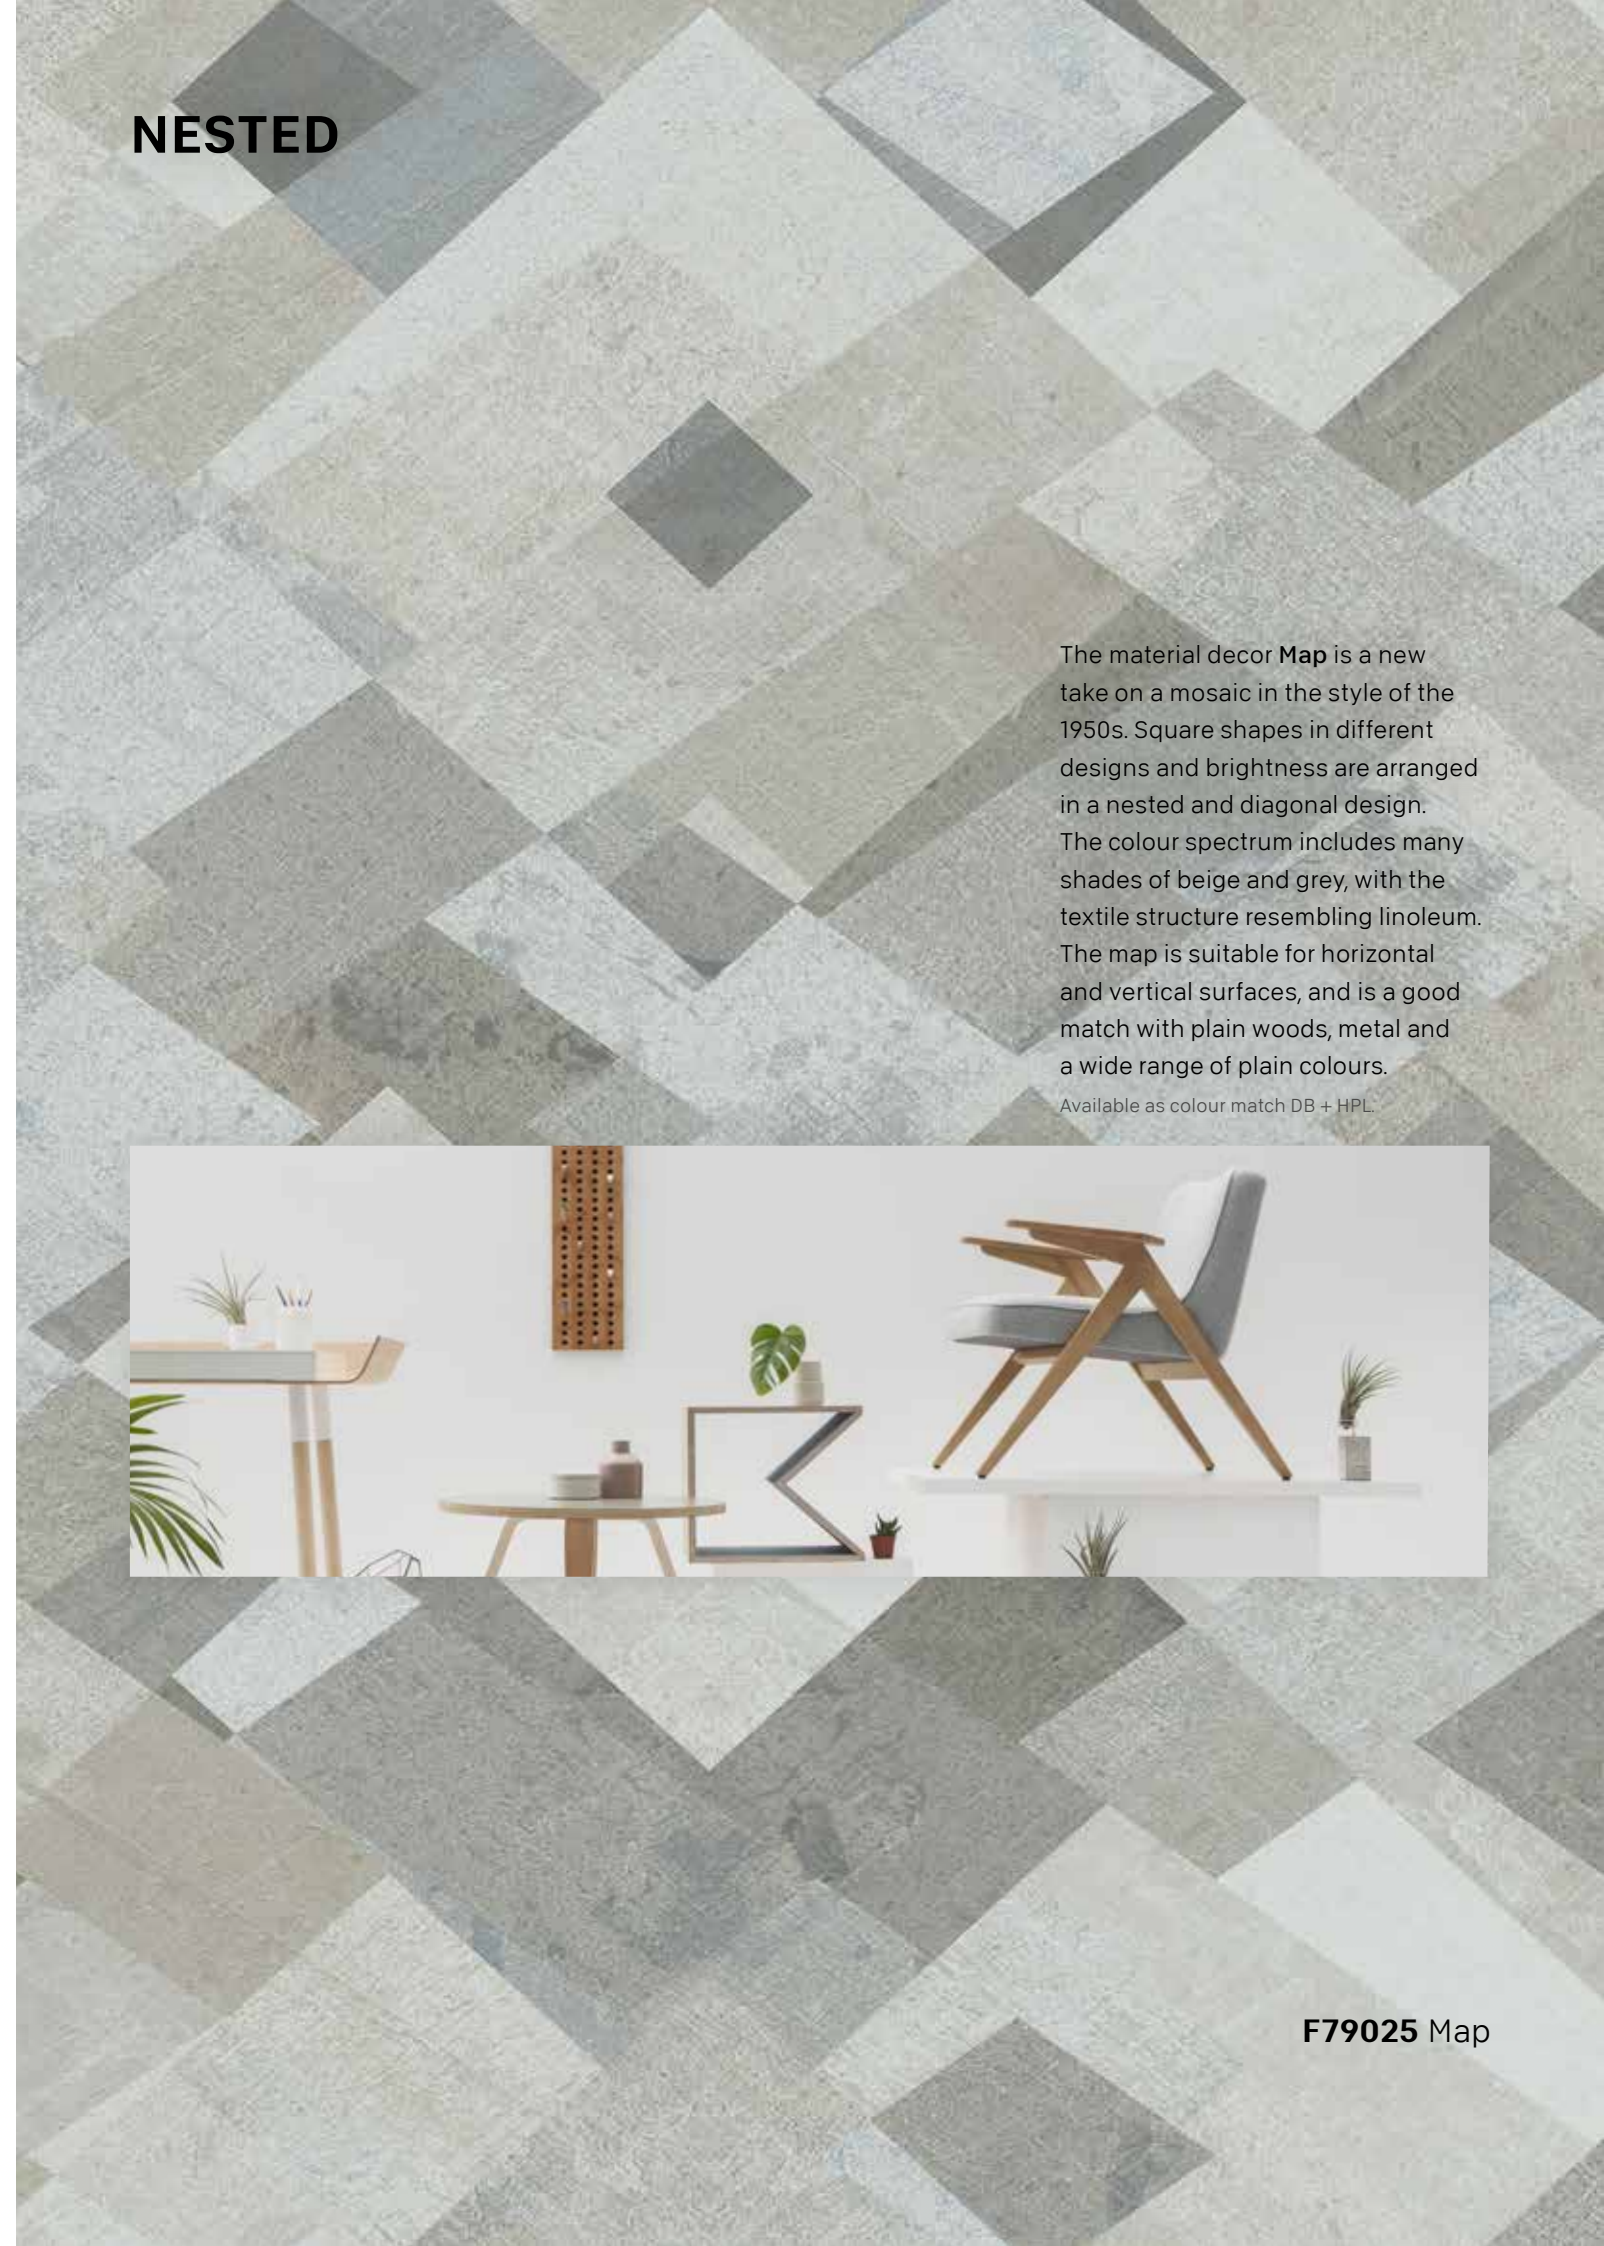 NESTED
The material decor Map is a new
take on a mosaic in the style of the
1950s. Square shapes in different
designs and brightness are arranged
in a nested and diagonal design.
The colour spectrum includes many
shades of beige and grey, with the
textile structure resembling linoleum.
The map is suitable for horizontal
and vertical surfaces, and is a good
match with plain woods, metal and
a wide range of plain colours.
Available as colour match DB + HPL.
F79025 Map